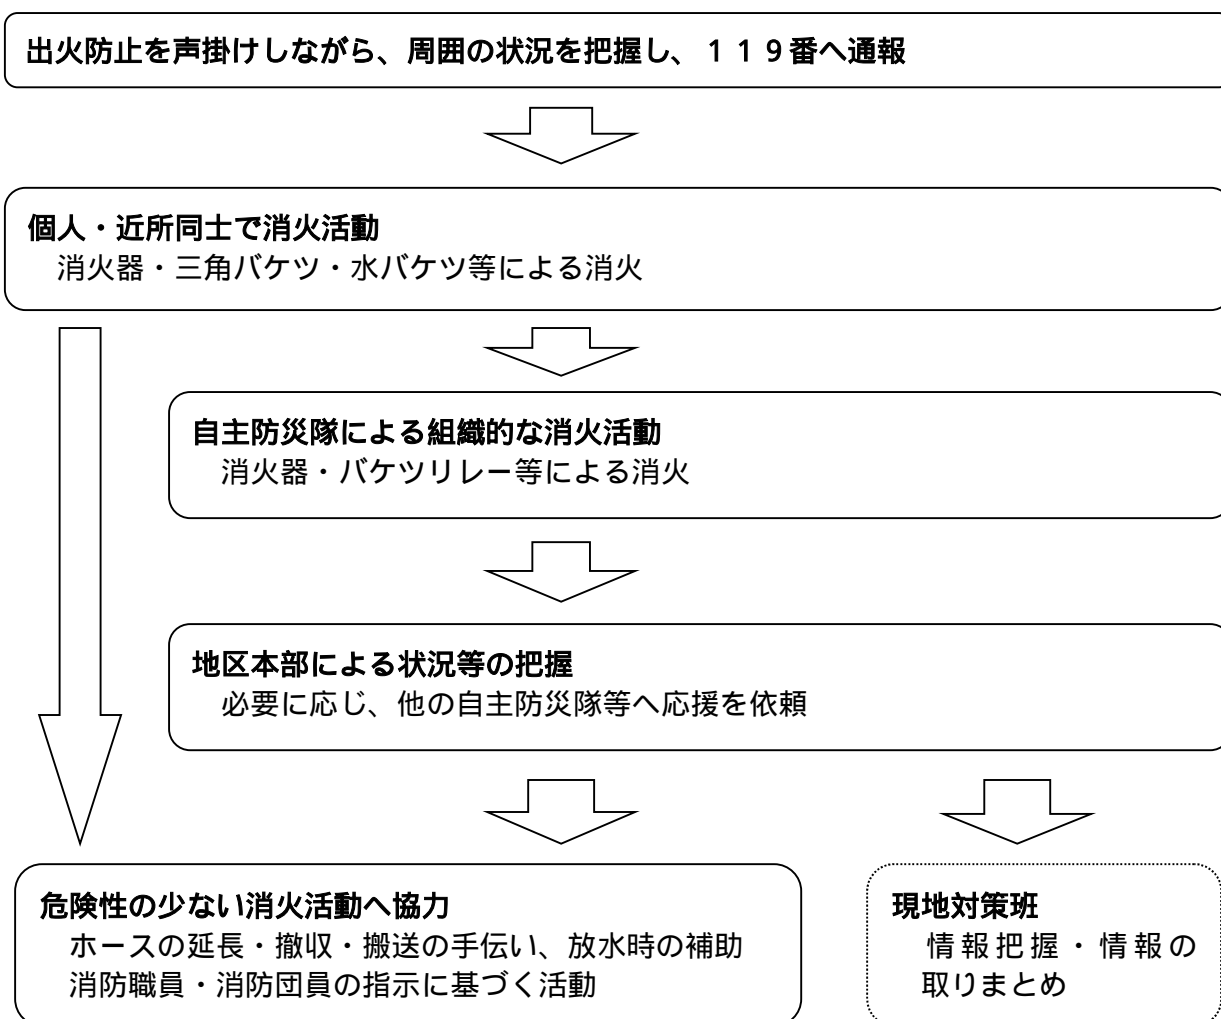 出火防止を声掛けしながら、周囲の状況を把握し、１１９番へ通報
個人・近所同士で消火活動
消火器・三角バケツ・水バケツ等による消火
自主防災隊による組織的な消火活動
消火器・バケツリレー等による消火
地区本部による状況等の把握
必要に応じ、他の自主防災隊等へ応援を依頼
危険性の少ない消火活動へ協力
ホースの延長・撤収・搬送の手伝い、放水時の補助
消防職員・消防団員の指示に基づく活動
現地対策班
情報把握・情報の
取りまとめ